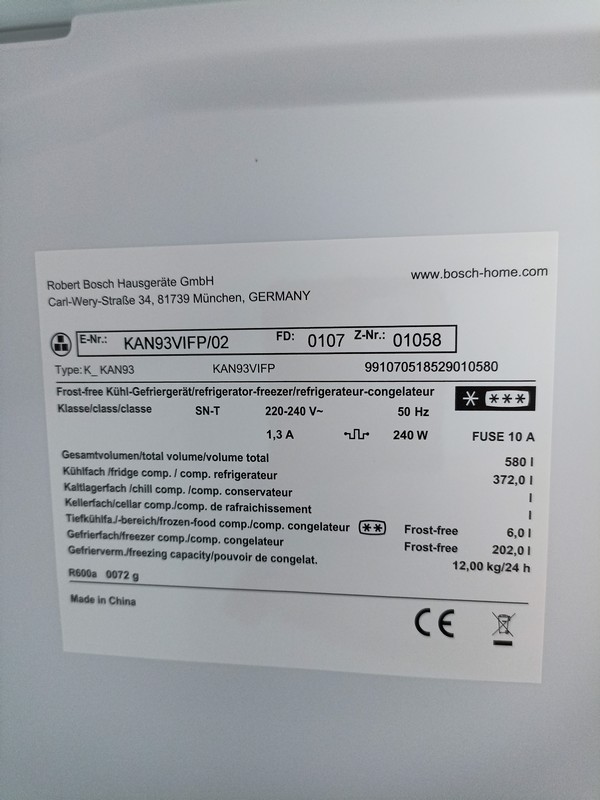 Robert Bosch Hausgeräte GmbH
Carl-Wery-Straße 34, 81739 München, GERMANY
www.bosch-home.com
E-Nr.: KAN93VIFP/02 FD: 0107 Z-Nr.: 01058
Type: K_ KAN93 KAN93VIFP 991070518529010580
Frost-free Kühl-Gefriergerät/refrigerator-freezer/refrigerateur-congelateur
Klasse/class/classe SN-T 220-240 V~ 50 Hz
1,3 A 240 W FUSE 10 A
Gesamtvolumen/total volume/volume total 580 l
Kühlfach /fridge comp. / comp. refrigerateur 372,0 l
Kaltlagerfach /chill comp. /comp. conservateur l
Kellerfach/cellar comp./comp. de rafraichissement l
Tiefkühlfa./-bereich/frozen-food comp./comp. congelateur Frost-free 6,0 l
Gefrierfach/freezer comp./comp. congelateur Frost-free 202,0 l
Gefrierverm./freezing capacity/pouvoir de congelat. 12,00 kg/24 h
R600a 0072 g
Made in China
CE